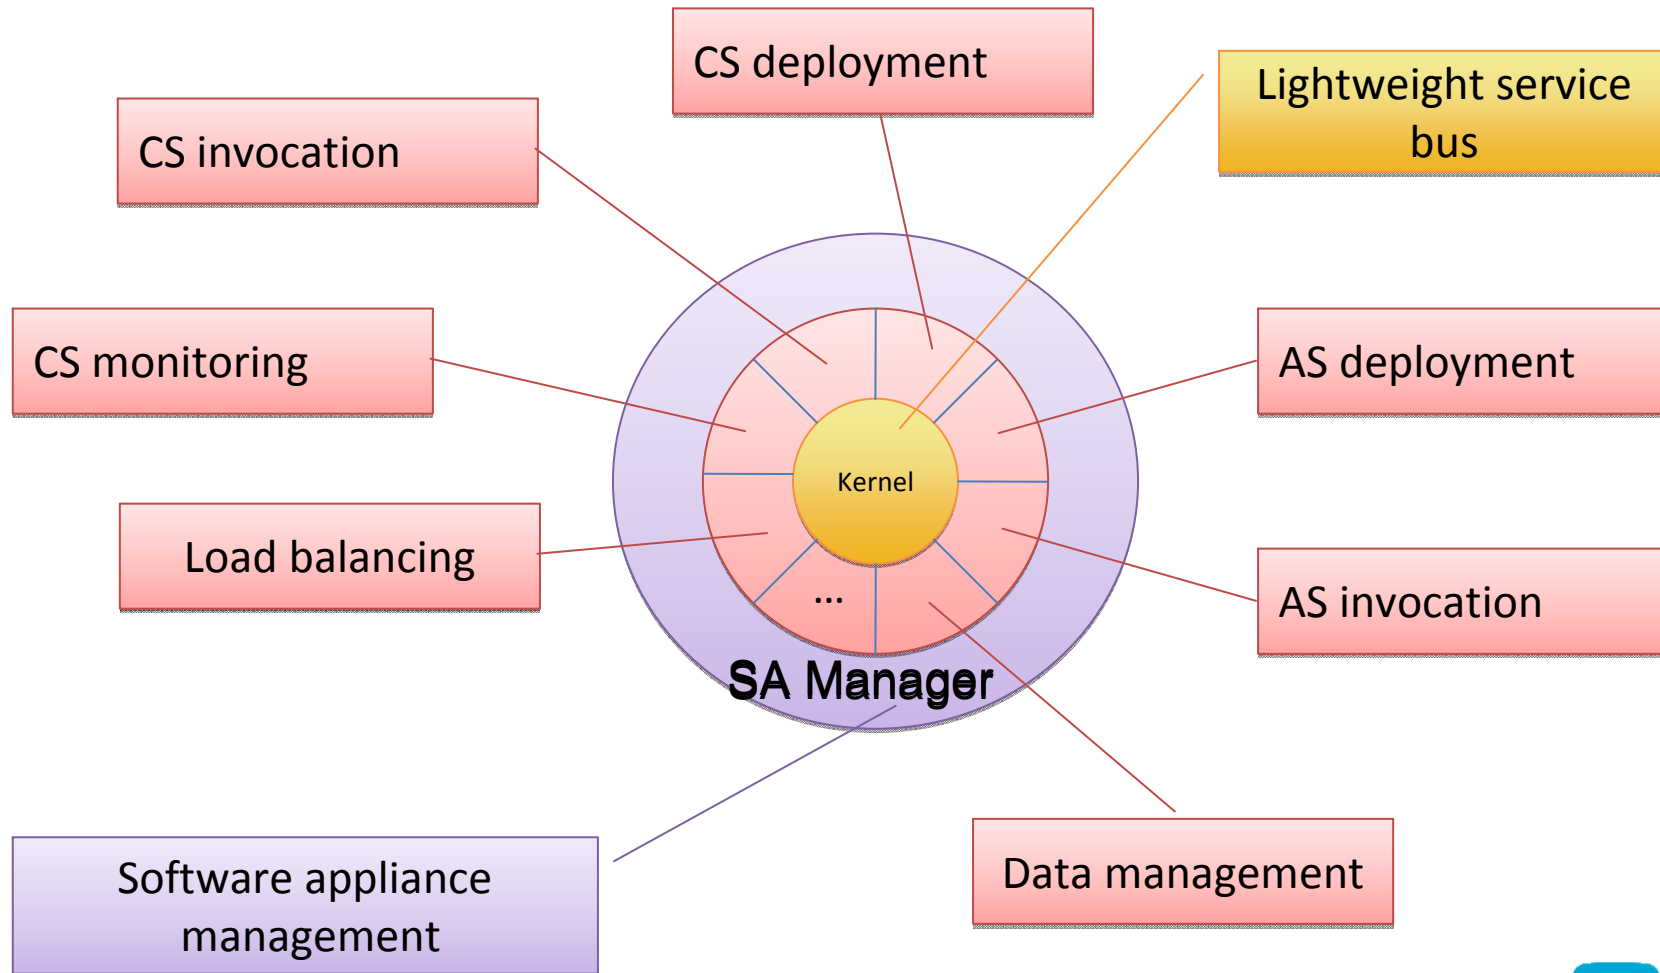 CS deployment
Lightweight service
bus
CS invocation
CS monitoring
AS deployment
Kernel
Load balancing
...
AS invocation
SA Manager
Software appliance
management
Data management